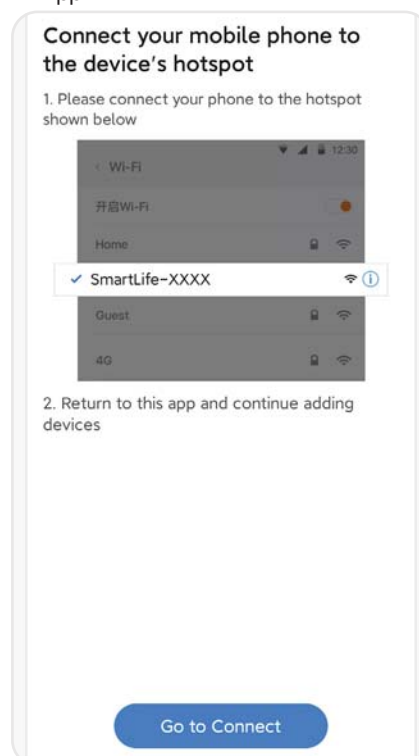 Connect your mobile phone to
the device's hotspot
1. Please connect your phone to the hotspot
shown below
12:30
Wi-Fi
开启Wi-Fi
Home
SmartLife-XXXX
Guest
4G
2. Return to this app and continue adding
devices
Go to Connect